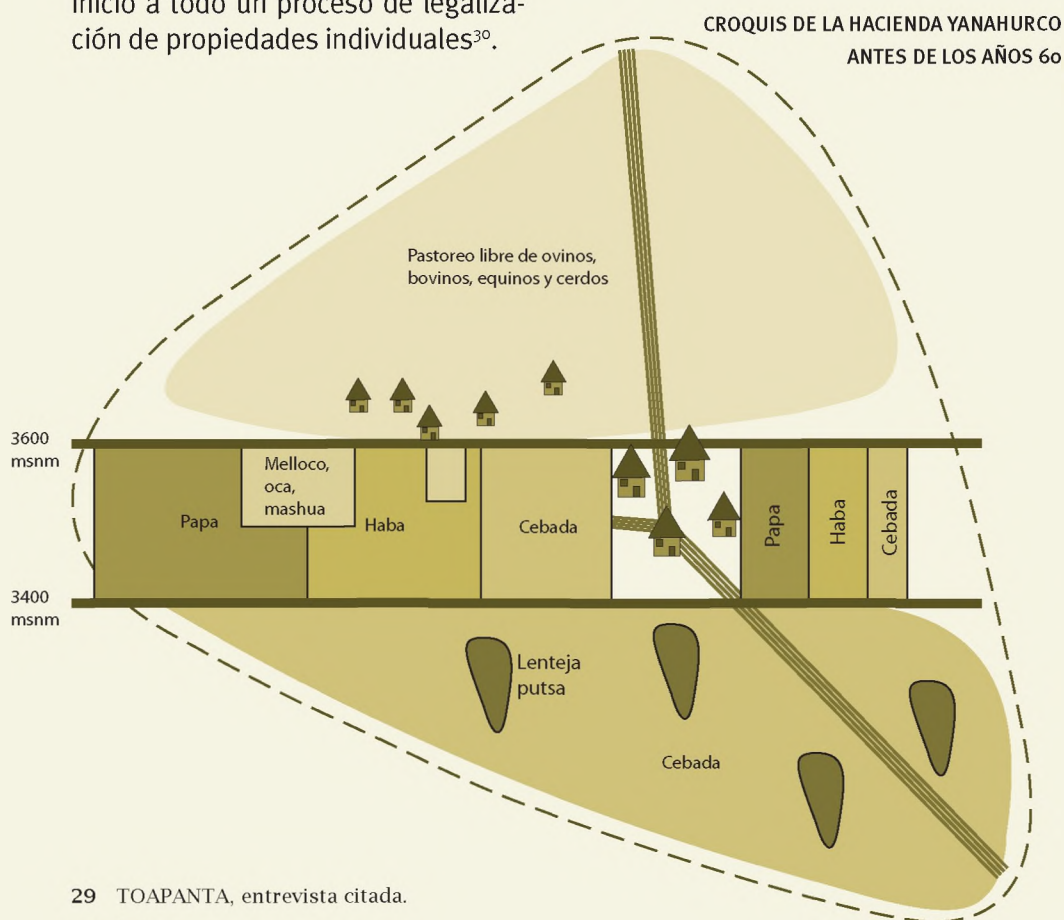 inicio a todo un proceso de legaliza-
ción de propiedades individuales³⁰.
CROQUIS DE LA HACIENDA YANAHURCO
ANTES DE LOS AÑOS 60
Pastoreo libre de ovinos,
bovinos, equinos y cerdos
3600
msnm
Melloco,
oca,
mashua
Papa
Haba
Cebada
Papa
Haba
Cebada
3400
msnm
Lenteja
putsa
Cebada
29 TOAPANTA, entrevista citada.